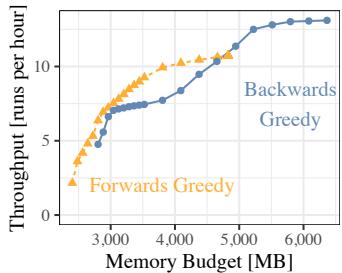 Throughput [runs per hour]
10
5
0
Backwards
Greedy
Forwards Greedy
3,000 4,000 5,000 6,000
Memory Budget [MB]